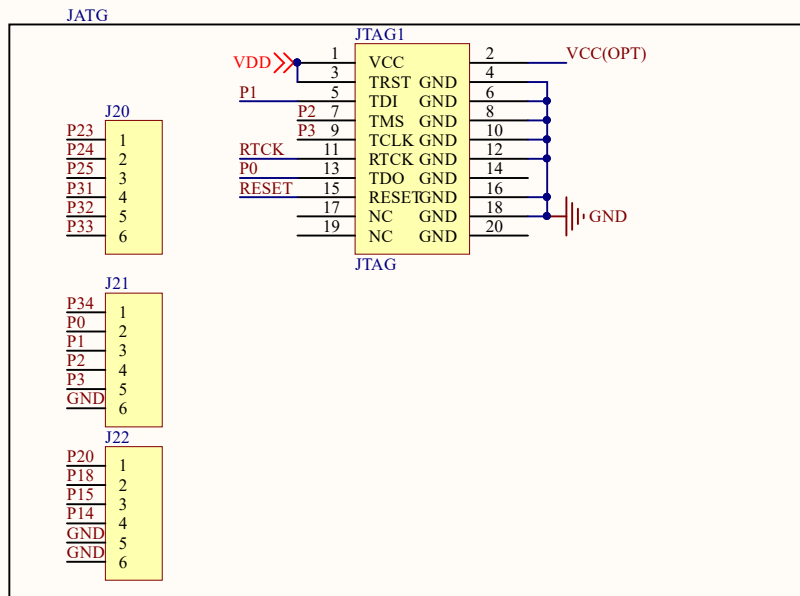 JATG
JTAG1
VDD 1 VCC 2 VCC(OPT)
3 TRST GND 4
P1 5 TDI GND 6
P2 7 TMS GND 8
P3 9 TCLK GND 10
RTCK 11 RTCK GND 12
P0 13 TDO GND 14
RESET 15 RESET GND 16
17 NC GND 18 GND
19 NC GND 20
JTAG
J20
P23 1
P24 2
P25 3
P31 4
P32 5
P33 6
J21
P34 1
P0 2
P1 3
P2 4
P3 5
GND 6
J22
P20 1
P18 2
P15 3
P14 4
GND 5
GND 6